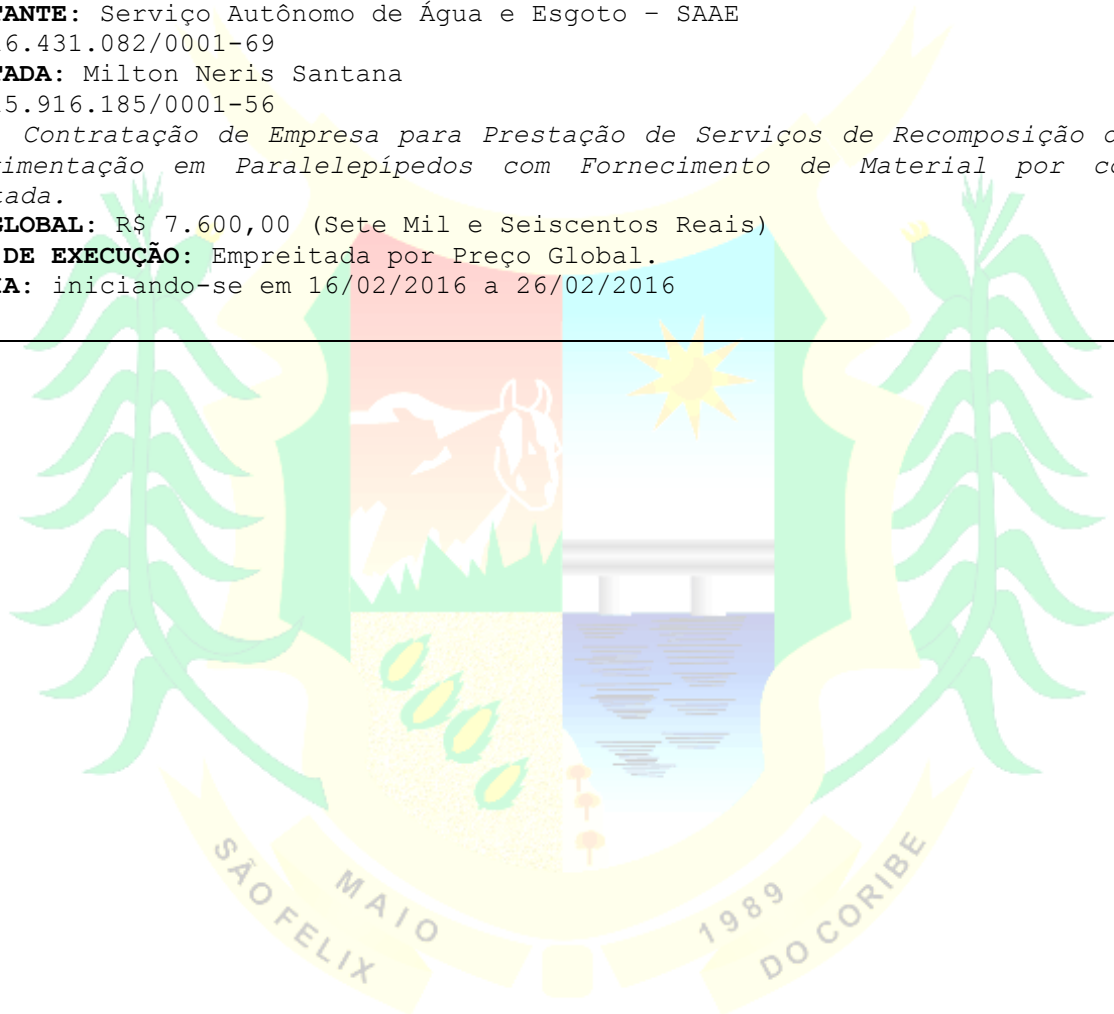 TANTE: Serviço Autônomo de Água e Esgoto – SAAE
6.431.082/0001-69
TADA: Milton Neris Santana
5.916.185/0001-56
Contratação de Empresa para Prestação de Serviços de Recomposição d
imentação em Paralelepípedos com Fornecimento de Material por co
tada.
GLOBAL: R$ 7.600,00 (Sete Mil e Seiscentos Reais)
DE EXECUÇÃO: Empreitada por Preço Global.
IA: iniciando-se em 16/02/2016 a 26/02/2016
SÃO FELIX
MAIO
1989
DO CORIBE